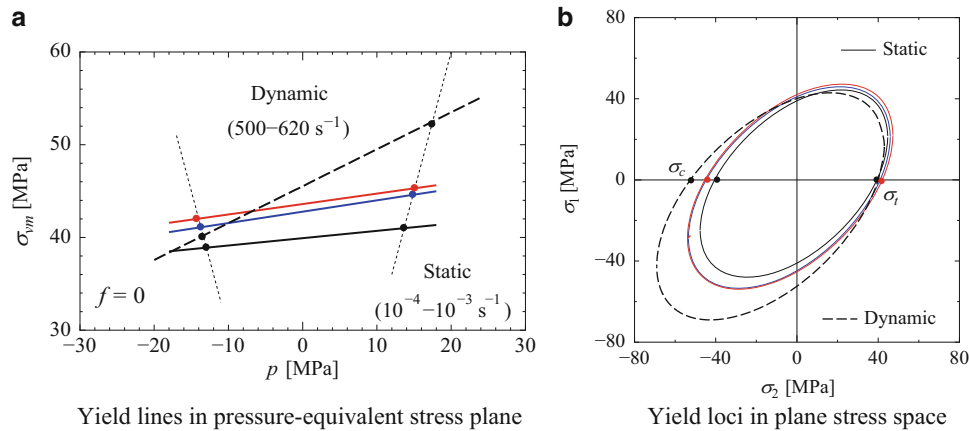 a
60
50
40
30
σvm [MPa]
Dynamic
(500−620 s⁻¹)
Static
(10⁻⁴−10⁻³ s⁻¹)
f = 0
−30 −20 −10 0 10 20 30
p [MPa]
Yield lines in pressure-equivalent stress plane
b
80
40
0
−40
−80
σ₁ [MPa]
Static
σc
σt
Dynamic
−80 −40 0 40 80
σ₂ [MPa]
Yield loci in plane stress space